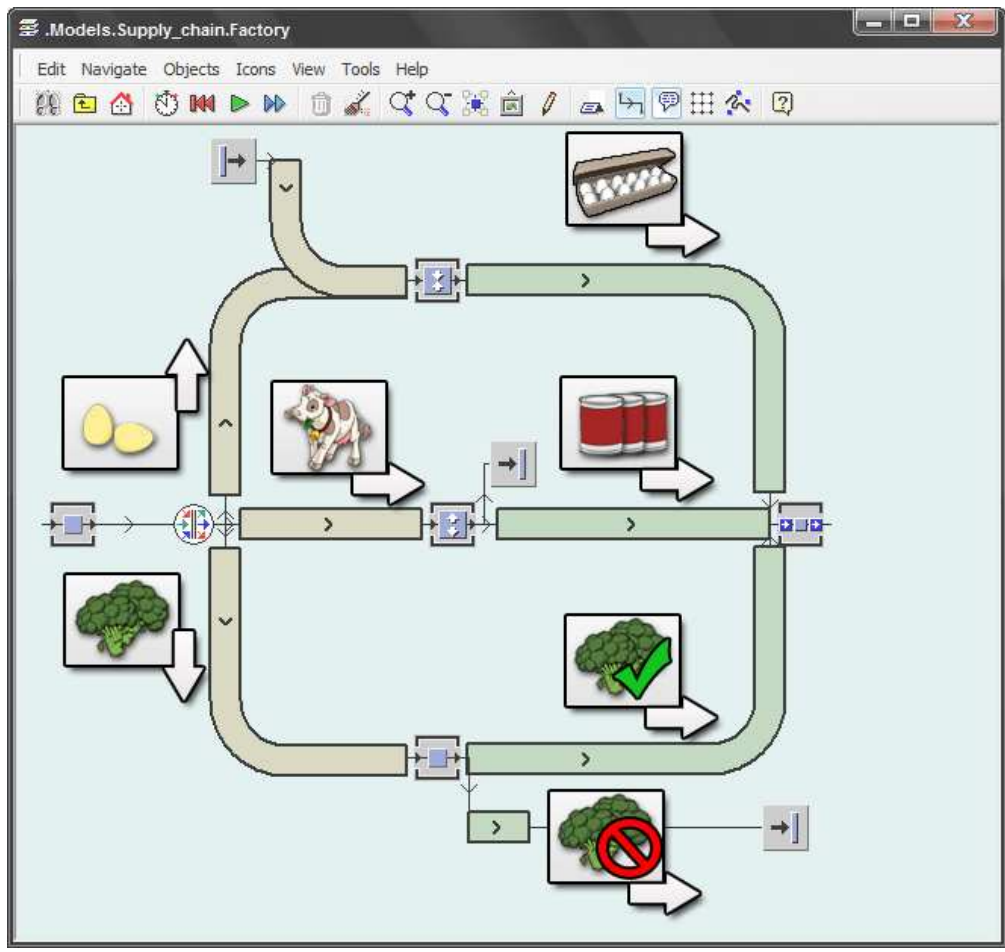 .Models.Supply_chain.Factory
Edit Navigate Objects Icons View Tools Help